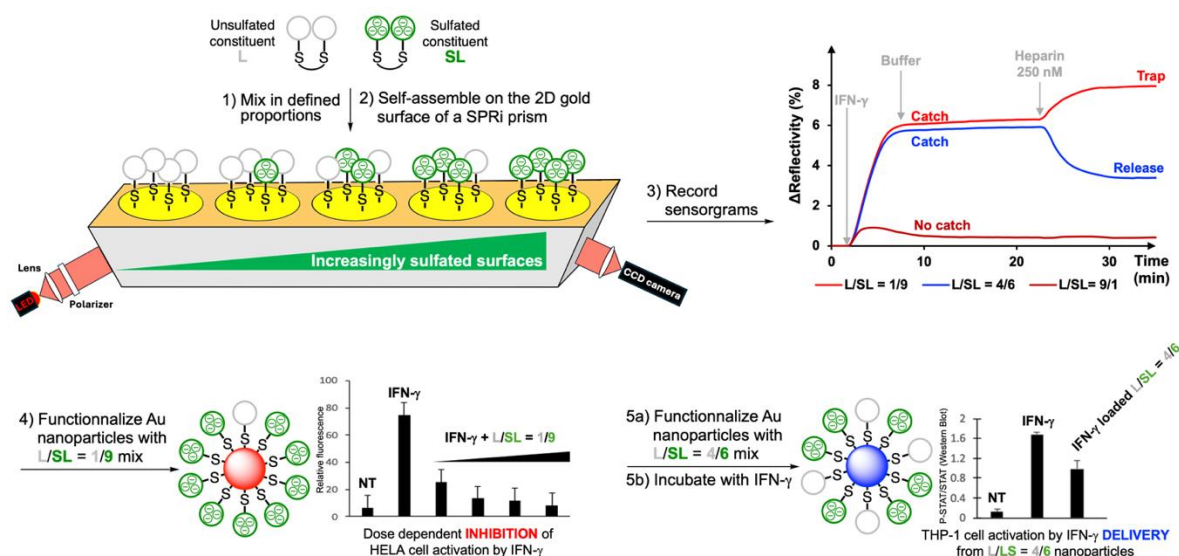 Unsulfated
constituent
L
Sulfated
constituent
SL
S S
S S
1) Mix in defined
proportions
2) Self-assemble on the 2D gold
surface of a SPRi prism
S S S S
S S S S
S S S S
S S S S
S S S S
Increasingly sulfated surfaces
Lens
LED
Polarizer
CCD camera
3) Record
sensorgrams
ΔReflectivity (%)
8
6
4
2
0
0
10
20
30
Time
(min)
IFN-γ
Buffer
Heparin
250 nM
Catch
Catch
Trap
Release
No catch
L/SL = 1/9
L/SL = 4/6
L/SL= 9/1
4) Functionnalize Au
nanoparticles with
L/SL = 1/9 mix
S S S S S S S S S S
Relative fluorescence
100
80
60
40
20
0
NT
IFN-γ
IFN-γ + L/SL = 1/9
Dose dependent INHIBITION of
HELA cell activation by IFN-γ
5a) Functionnalize Au
nanoparticles with
L/SL = 4/6 mix
5b) Incubate with IFN-γ
S S S S S S S S S S
P-STAT/STAT (Western Blot)
2
1.6
1.2
0.8
0.4
0
NT
IFN-γ
IFN-γ loaded L/SL = 4/6
THP-1 cell activation by IFN-γ DELIVERY
from L/LS = 4/6 nanoparticles